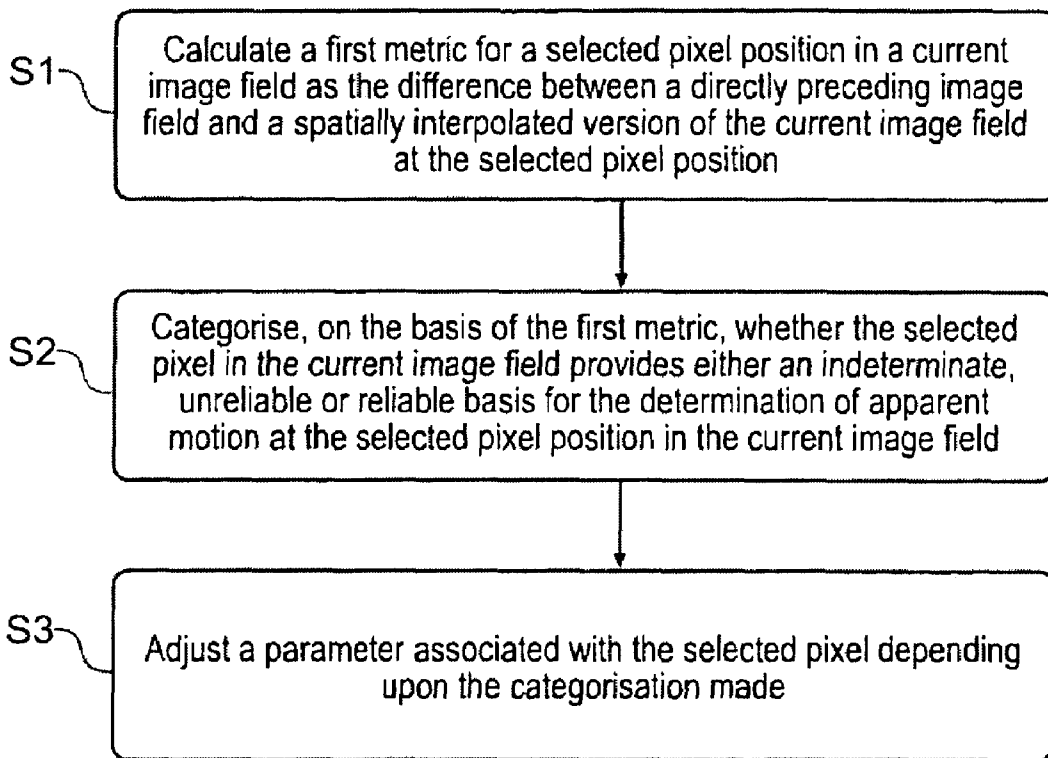 S1
Calculate a first metric for a selected pixel position in a current
image field as the difference between a directly preceding image
field and a spatially interpolated version of the current image field
at the selected pixel position
S2
Categorise, on the basis of the first metric, whether the selected
pixel in the current image field provides either an indeterminate,
unreliable or reliable basis for the determination of apparent
motion at the selected pixel position in the current image field
S3
Adjust a parameter associated with the selected pixel depending
upon the categorisation made